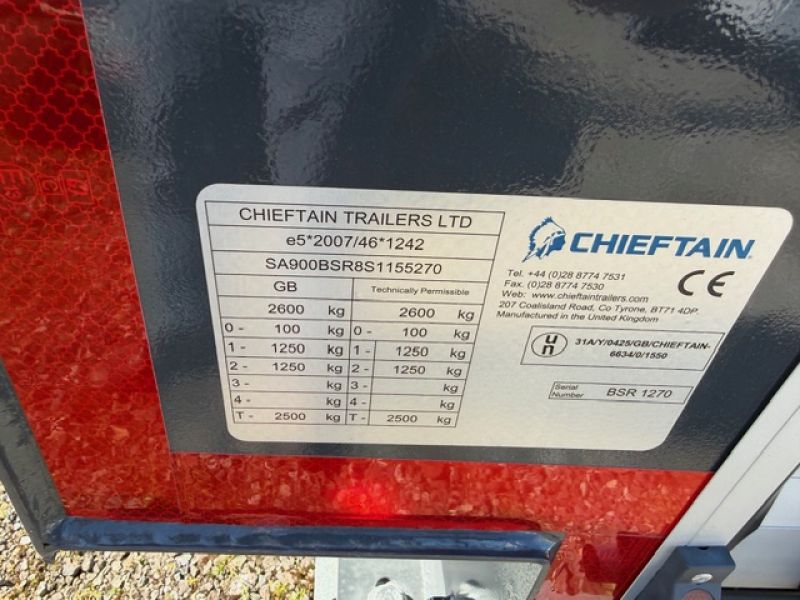 CHIEFTAIN TRAILERS LTD
e5*2007/46*1242
SA900BSR8S1155270
GB Technically Permissible
2600 kg 2600 kg
0 - 100 kg 0 - 100 kg
1 - 1250 kg 1 - 1250 kg
2 - 1250 kg 2 - 1250 kg
3 - kg 3 - kg
4 - kg 4 - kg
T - 2500 kg T - 2500 kg
CHIEFTAIN
Tel. +44 (0)28 8774 7531
Fax. (0)28 8774 7530
Web: www.chieftaintrailers.com
207 Coalisland Road, Co Tyrone, BT71 4DP.
Manufactured in the United Kingdom
CE
un
31A/Y/0425/GB/CHIEFTAIN-
6634/0/1550
Serial
Number BSR 1270